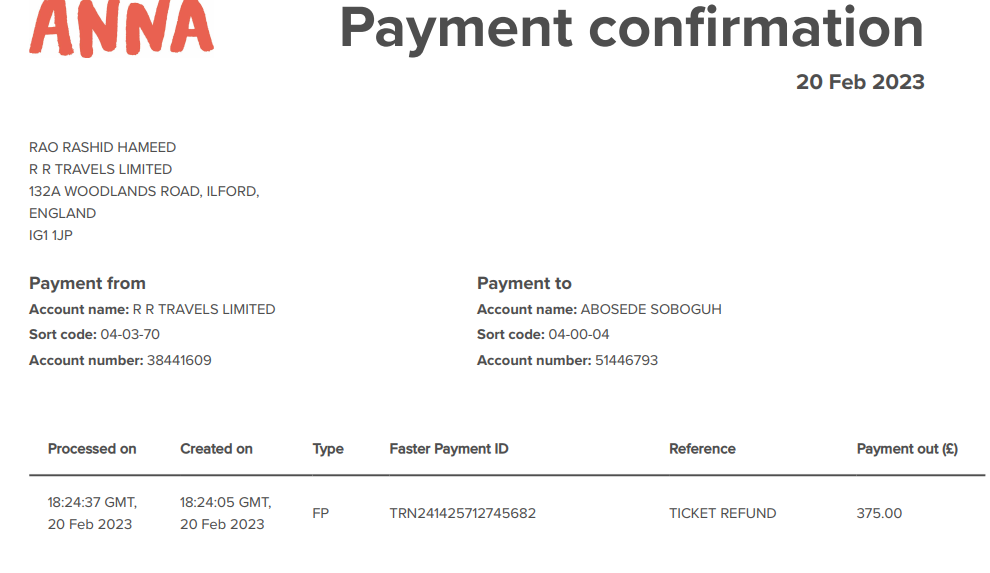 ANNA
Payment confirmation
20 Feb 2023
RAO RASHID HAMEED
R R TRAVELS LIMITED
132A WOODLANDS ROAD, ILFORD,
ENGLAND
IG1 1JP
Payment from
Account name: R R TRAVELS LIMITED
Sort code: 04-03-70
Account number: 38441609
Payment to
Account name: ABOSEDE SOBOGUH
Sort code: 04-00-04
Account number: 51446793
Processed on Created on Type Faster Payment ID Reference Payment out (£)
18:24:37 GMT, 18:24:05 GMT,
20 Feb 2023 20 Feb 2023 FP TRN241425712745682 TICKET REFUND 375.00